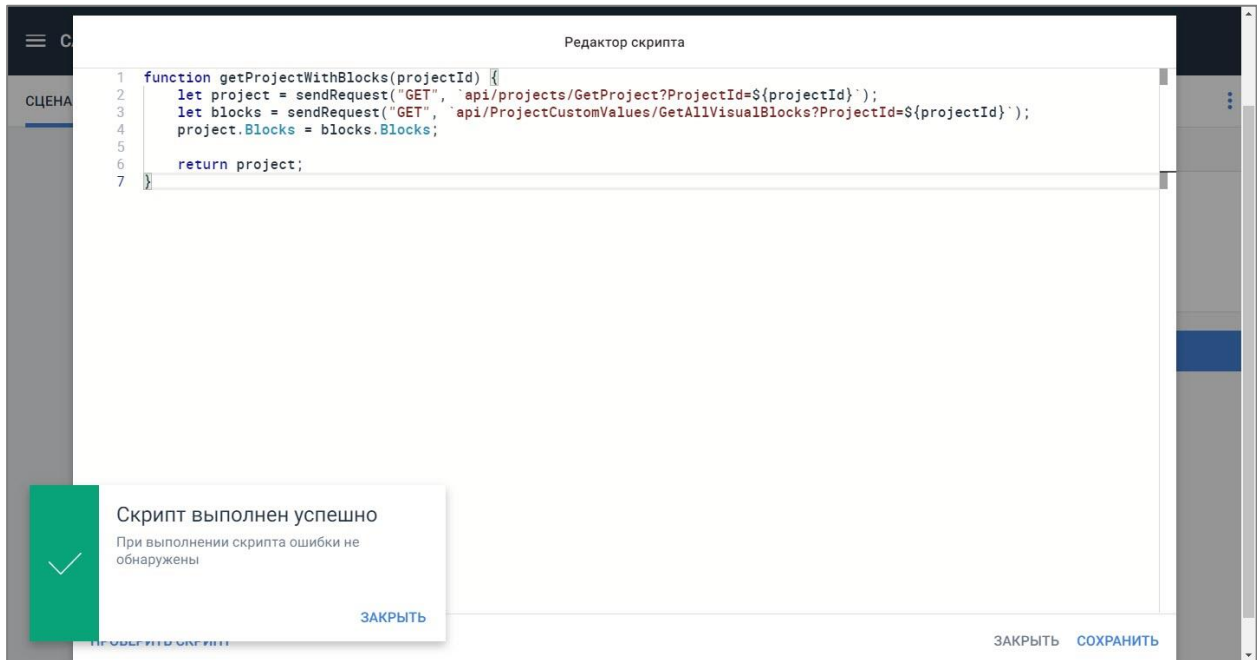 Редактор скрипта
СЦЕНА
1 function getProjectWithBlocks(projectId) {
2 let project = sendRequest("GET", `api/projects/GetProject?ProjectId=${projectId}`);
3 let blocks = sendRequest("GET", `api/ProjectCustomValues/GetAllVisualBlocks?ProjectId=${projectId}`);
4 project.Blocks = blocks.Blocks;
5
6 return project;
7 }
Скрипт выполнен успешно
При выполнении скрипта ошибки не
обнаружены
ЗАКРЫТЬ
ПРОВЕРИТЬ СКРИПТ
ЗАКРЫТЬ СОХРАНИТЬ